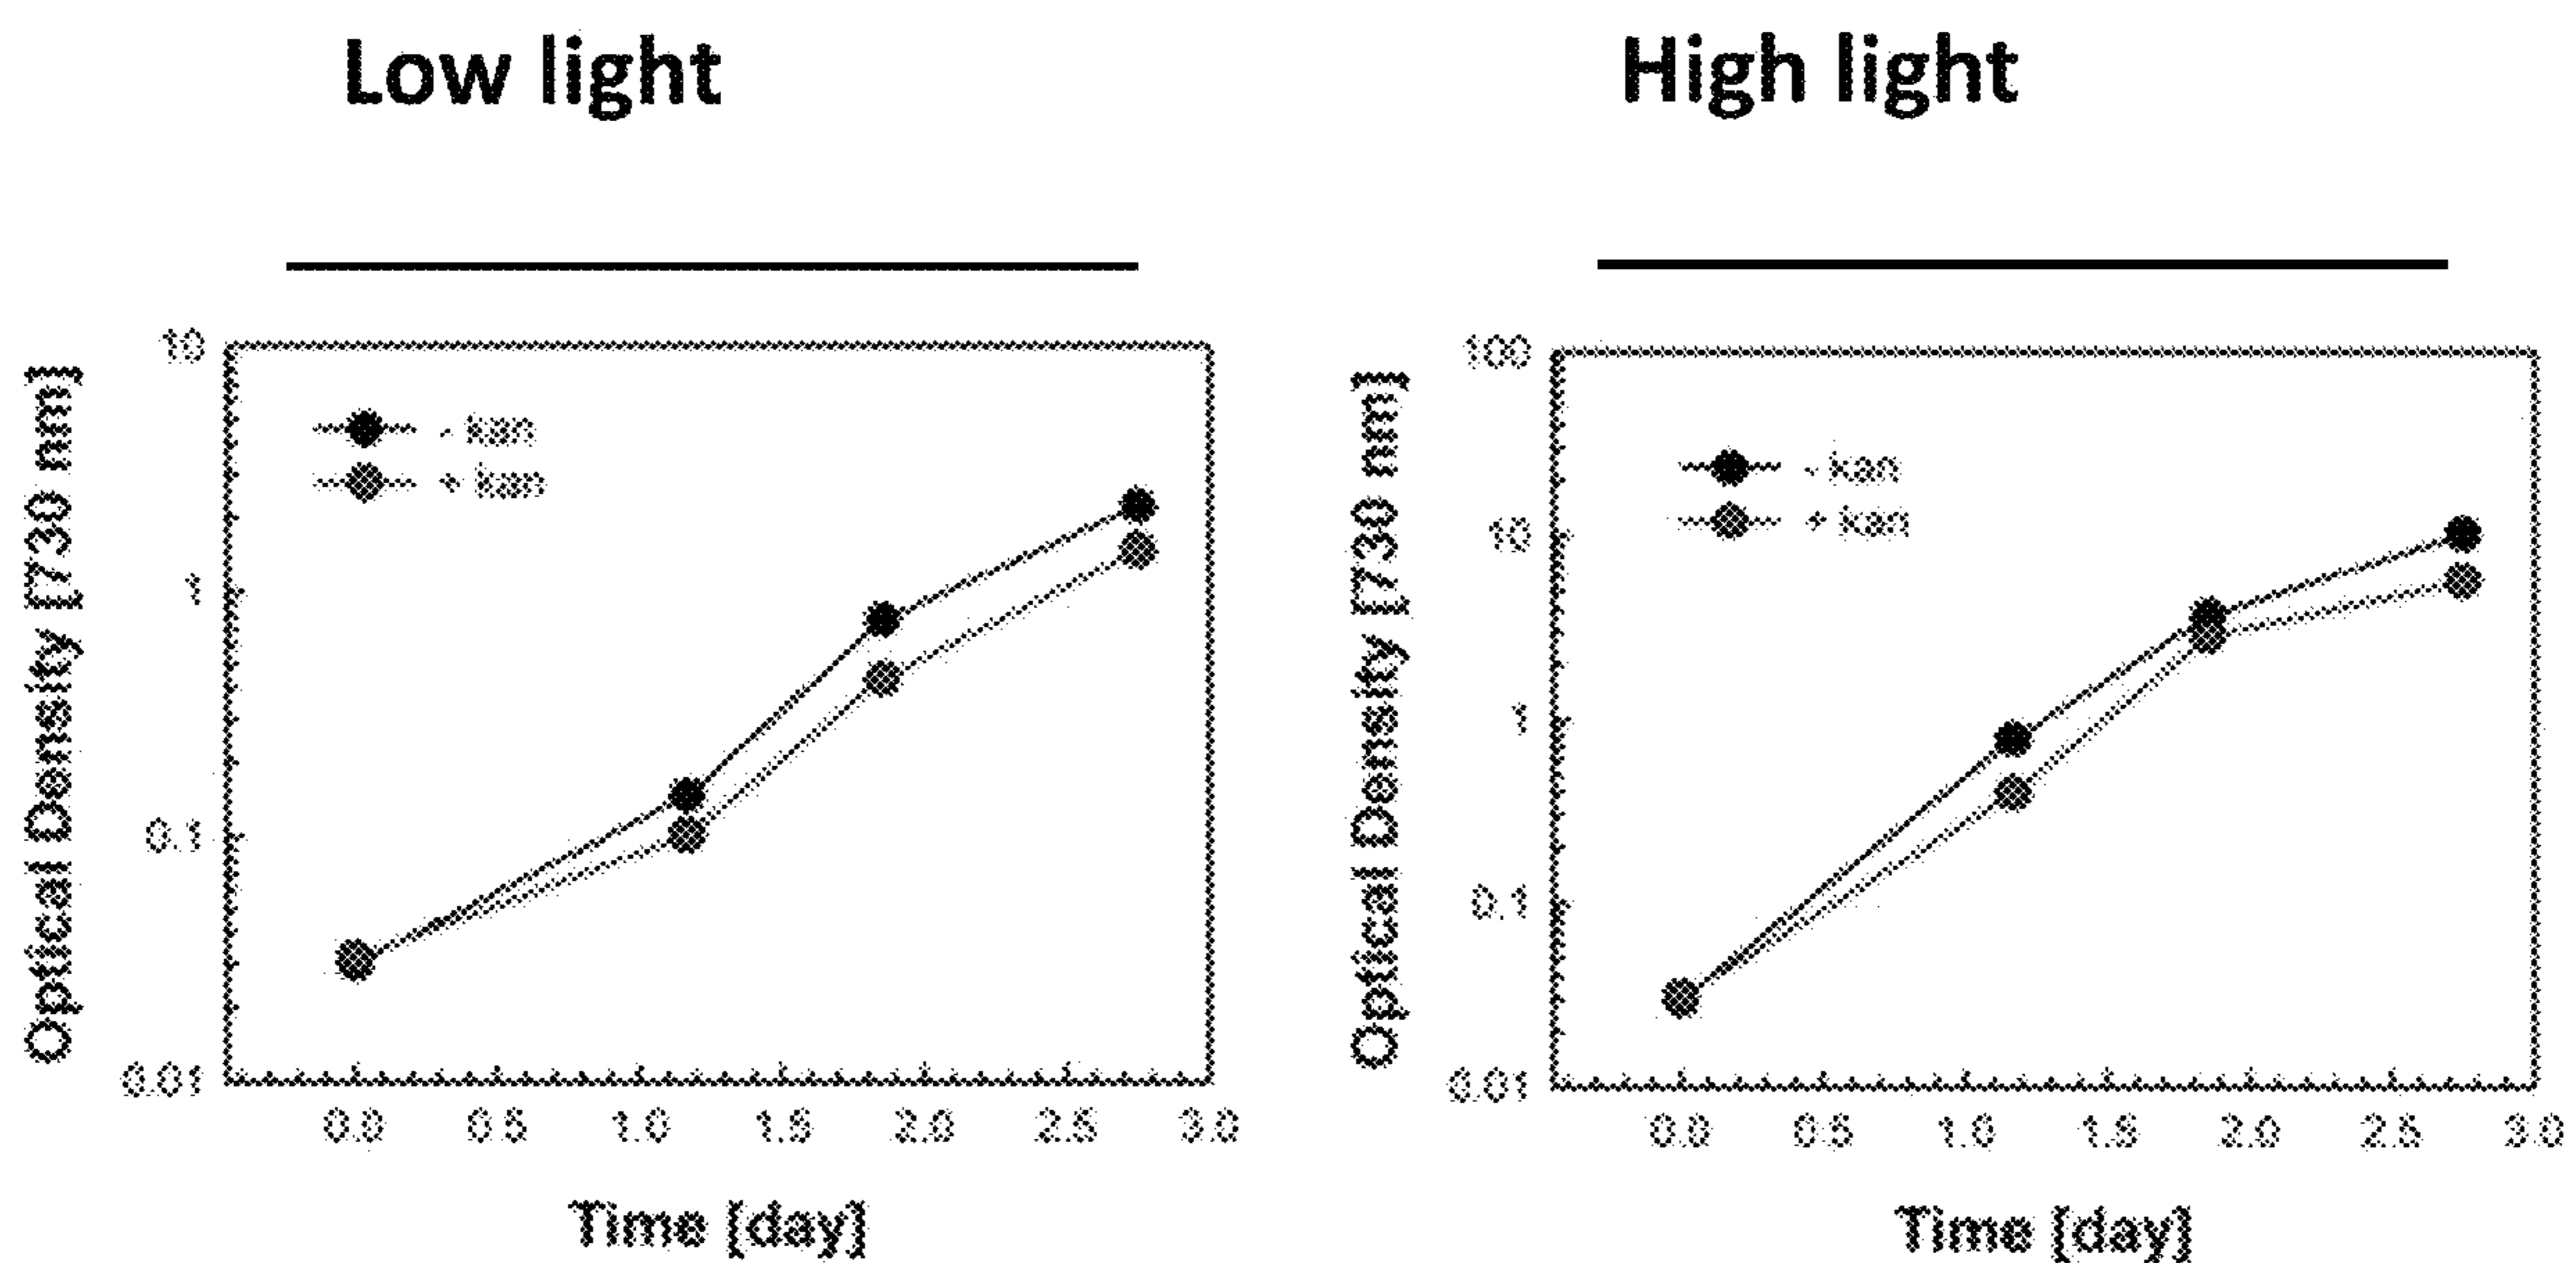 Low light
High light
Optical Density [730 nm]
10
1
0.1
0.01
- kan
+ kan
0.0 0.5 1.0 1.5 2.0 2.5 3.0
Time [day]
Optical Density [730 nm]
100
10
1
0.1
0.01
- kan
+ kan
0.0 0.5 1.0 1.5 2.0 2.5 3.0
Time [day]